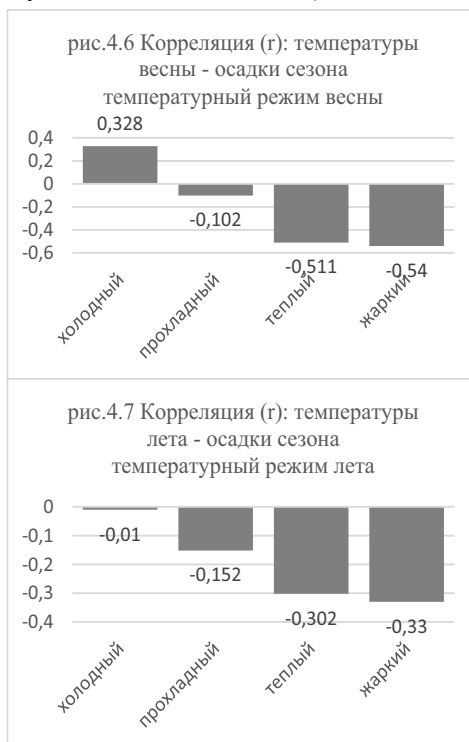 рис.4.6 Корреляция (r): температуры
весны - осадки сезона
температурный режим весны
0,328
0,4
0,2
0
-0,2
-0,4
-0,6
-0,102
-0,511
-0,54
холодный
прохладный
теплый
жаркий
рис.4.7 Корреляция (r): температуры
лета - осадки сезона
температурный режим лета
0
-0,1
-0,2
-0,3
-0,4
-0,01
-0,152
-0,302
-0,33
холодный
прохладный
теплый
жаркий